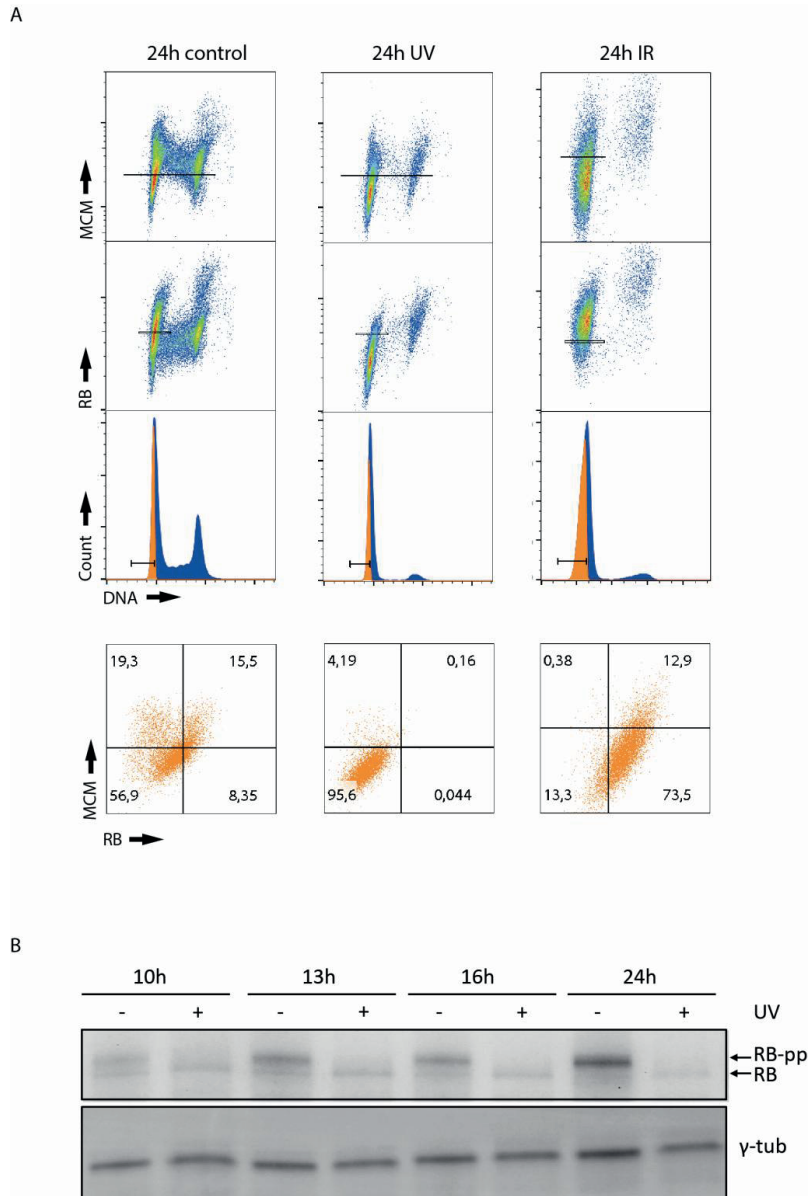 A
24h control 24h UV 24h IR
MCM
RB
Count
DNA
19,3 15,5 4,19 0,16 0,38 12,9
MCM
56,9 8,35 95,6 0,044 13,3 73,5
RB
B
10h 13h 16h 24h
- + - + - + - + UV
RB-pp
RB
γ-tub